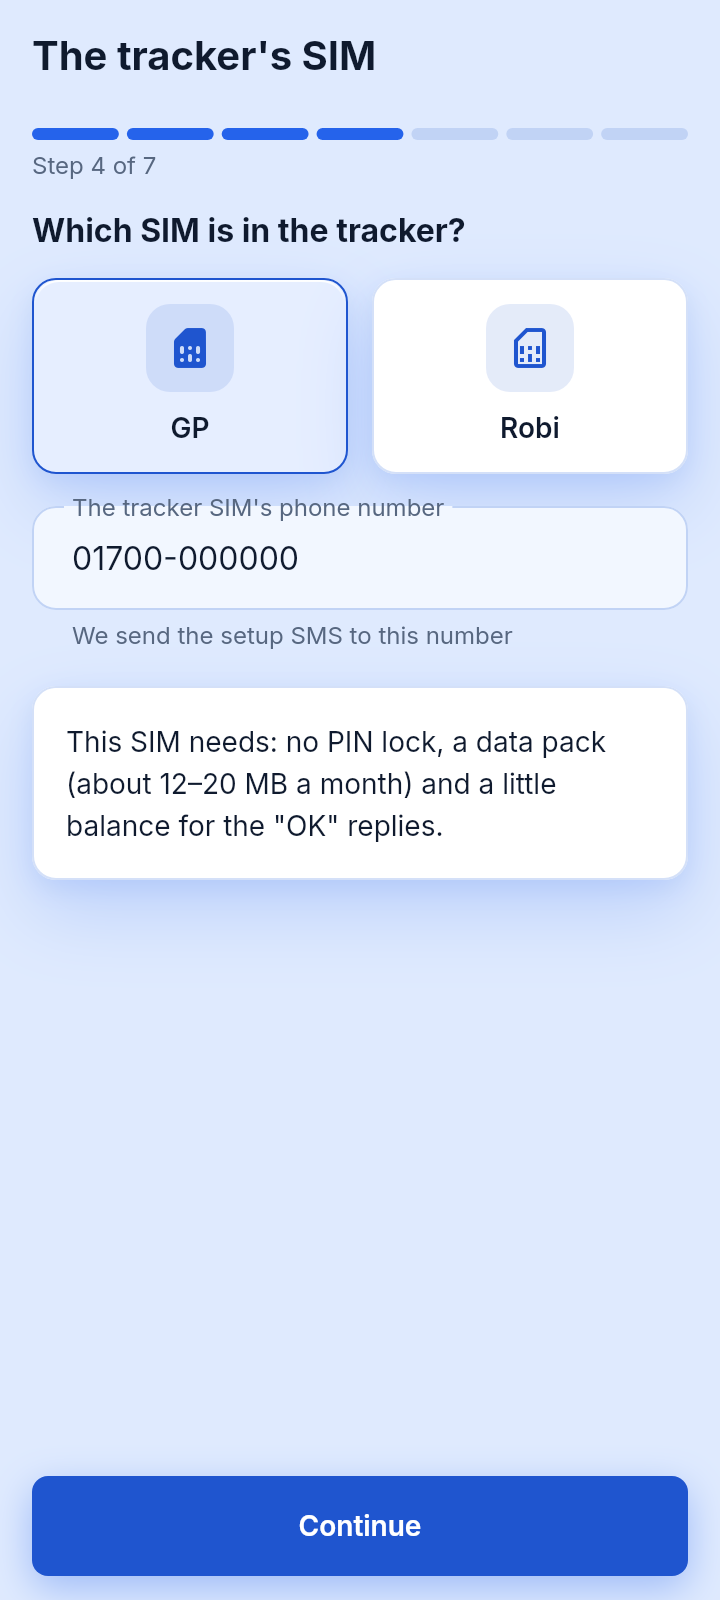 The tracker's SIM
Step 4 of 7
Which SIM is in the tracker?
GP
Robi
The tracker SIM's phone number
01700-000000
We send the setup SMS to this number
This SIM needs: no PIN lock, a data pack
(about 12–20 MB a month) and a little
balance for the "OK" replies.
Continue